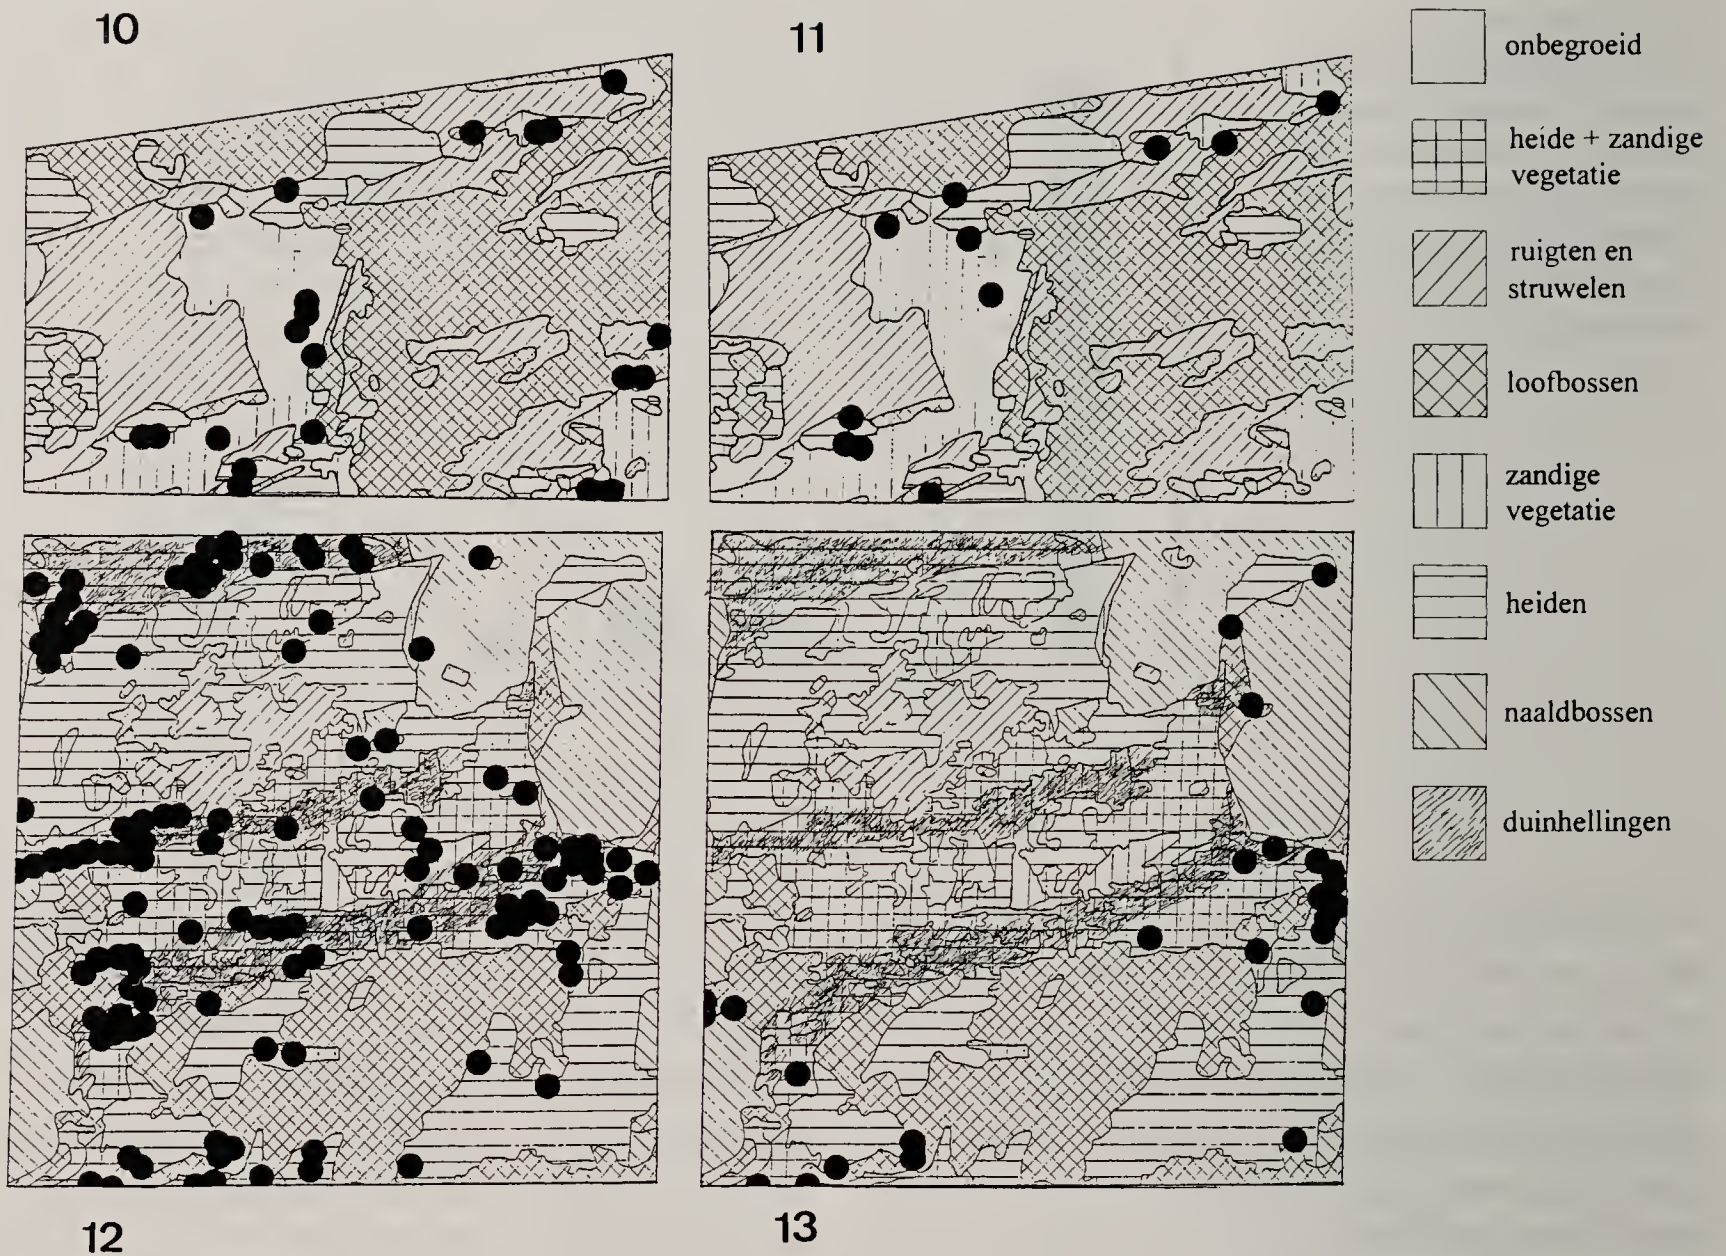 10
11
onbegroeid
heide + zandige
vegetatie
ruigten en
struwelen
loofbossen
zandige
vegetatie
heiden
naaldbossen
duinhellingen
12
13